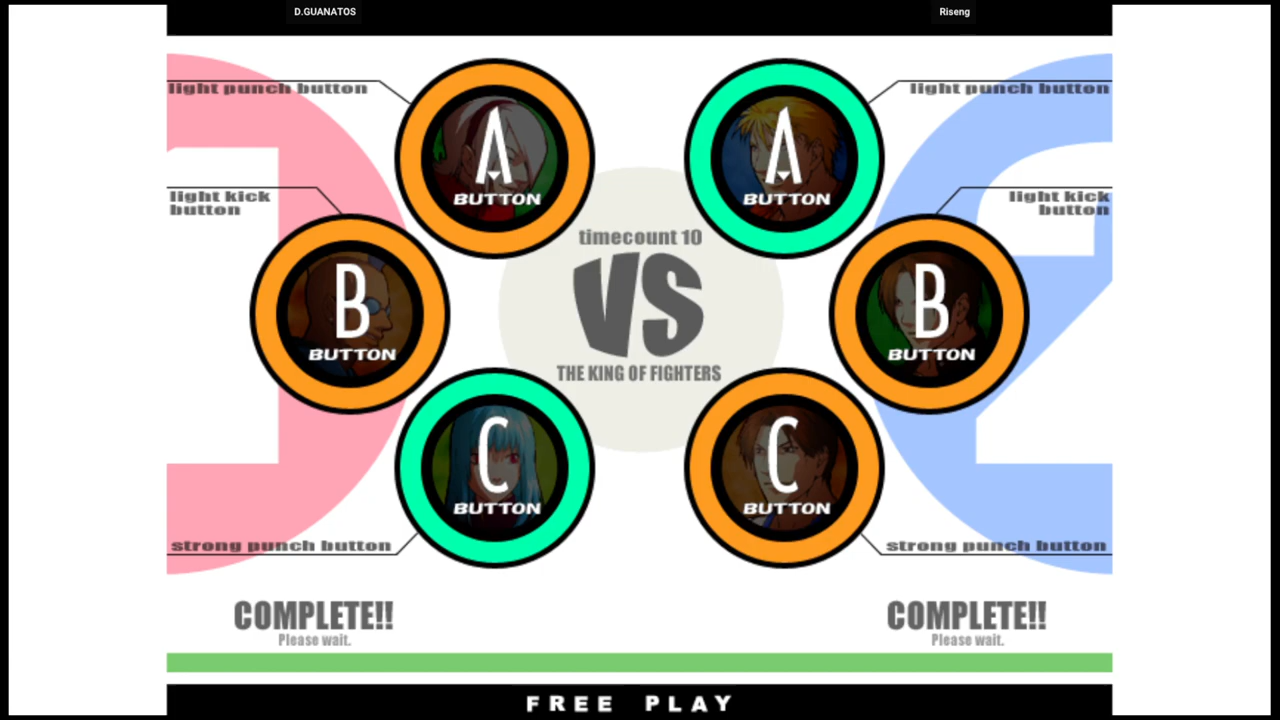 D.GUANATOS
Riseng
light punch button
light punch button
A
BUTTON
A
BUTTON
light kick
button
light kick
button
1
2
B
BUTTON
B
BUTTON
timecount 10
VS
THE KING OF FIGHTERS
C
BUTTON
C
BUTTON
strong punch button
strong punch button
COMPLETE!!
Please wait.
COMPLETE!!
Please wait.
FREE PLAY